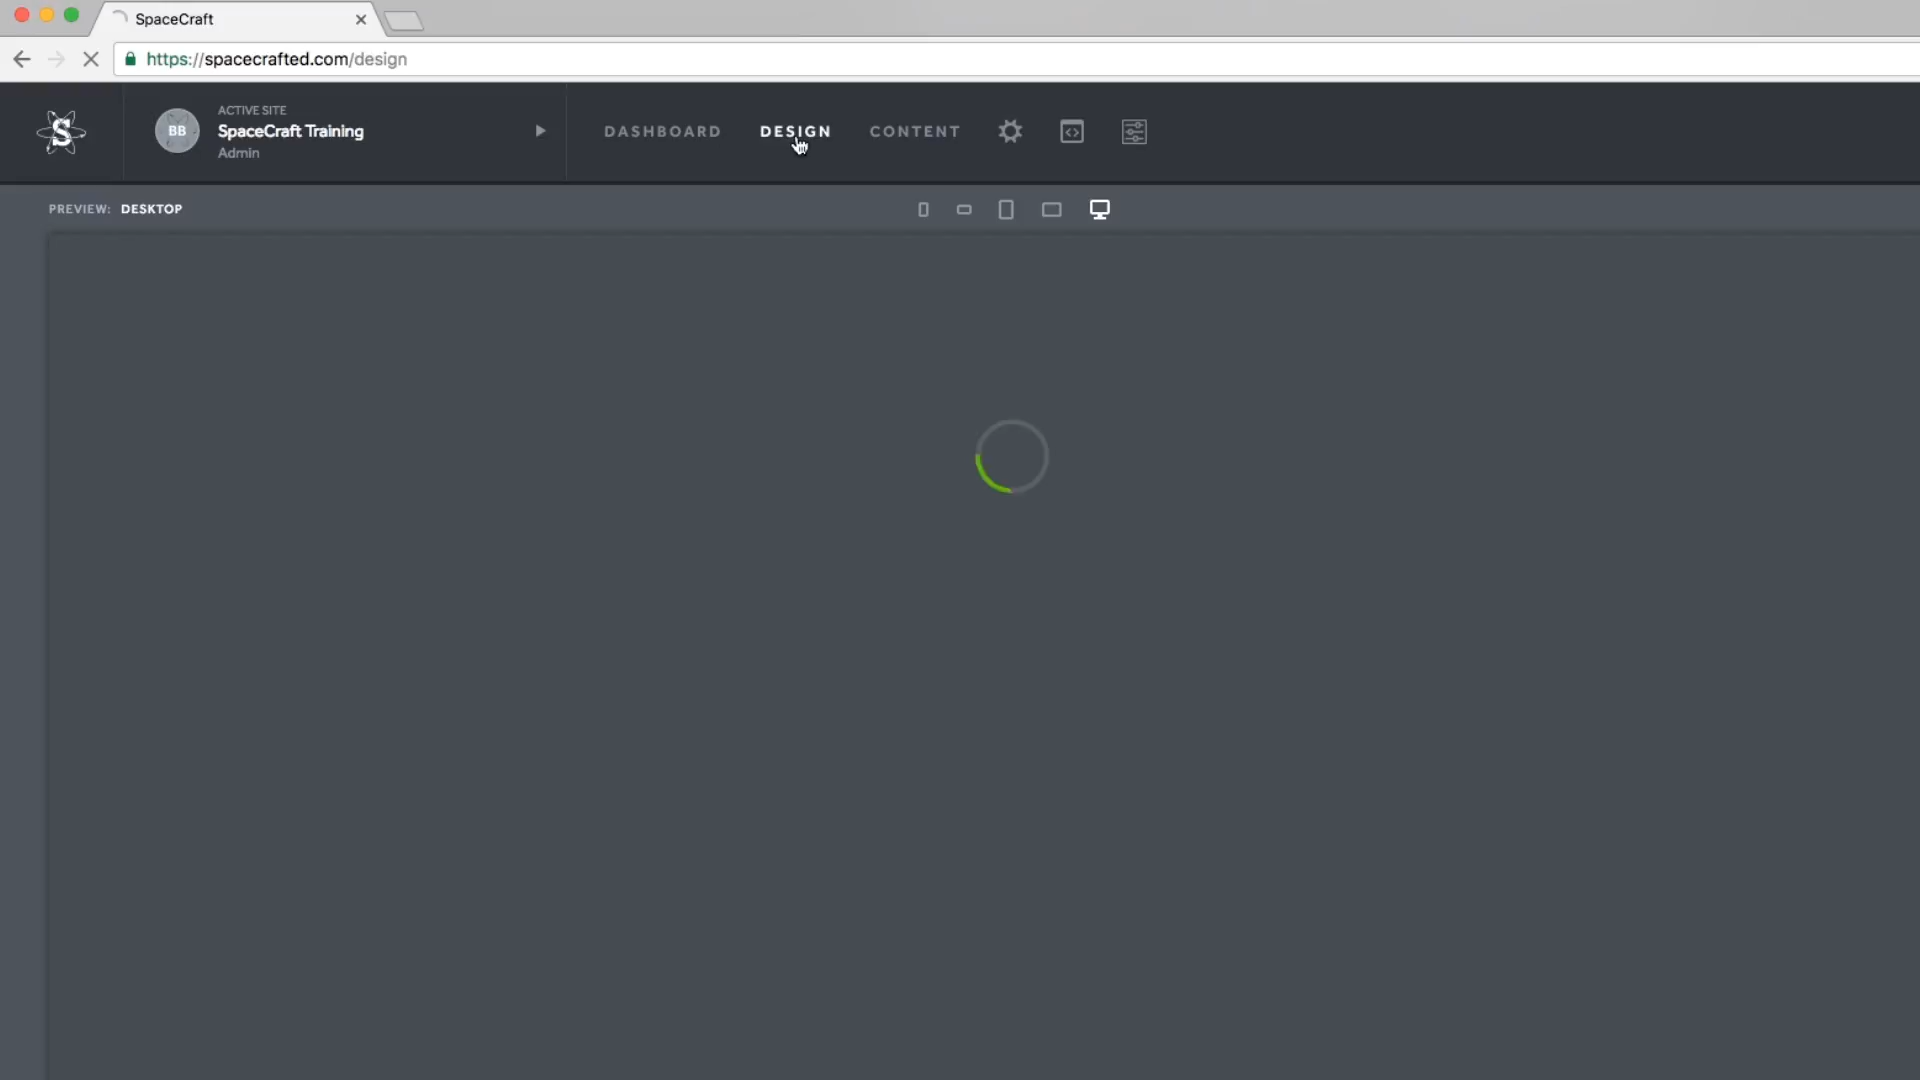 SpaceCraft
https://spacecrafted.com/design
S
BB
ACTIVE SITE
SpaceCraft Training
Admin
DASHBOARD
DESIGN
CONTENT
PREVIEW: DESKTOP